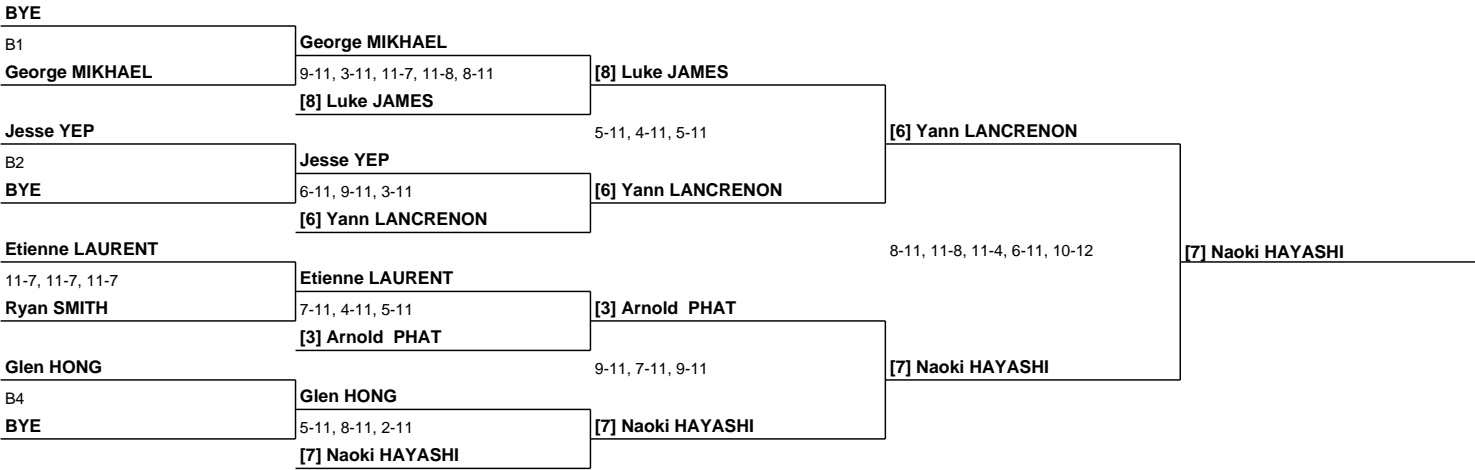 BYE
B1
George MIKHAEL
George MIKHAEL
9-11, 3-11, 11-7, 11-8, 8-11
[8] Luke JAMES
[8] Luke JAMES
Jesse YEP
5-11, 4-11, 5-11
[6] Yann LANCRENON
B2
Jesse YEP
BYE
6-11, 9-11, 3-11
[6] Yann LANCRENON
[6] Yann LANCRENON
Etienne LAURENT
8-11, 11-8, 11-4, 6-11, 10-12
[7] Naoki HAYASHI
11-7, 11-7, 11-7
Etienne LAURENT
Ryan SMITH
7-11, 4-11, 5-11
[3] Arnold  PHAT
[3] Arnold  PHAT
Glen HONG
9-11, 7-11, 9-11
[7] Naoki HAYASHI
B4
Glen HONG
BYE
5-11, 8-11, 2-11
[7] Naoki HAYASHI
[7] Naoki HAYASHI